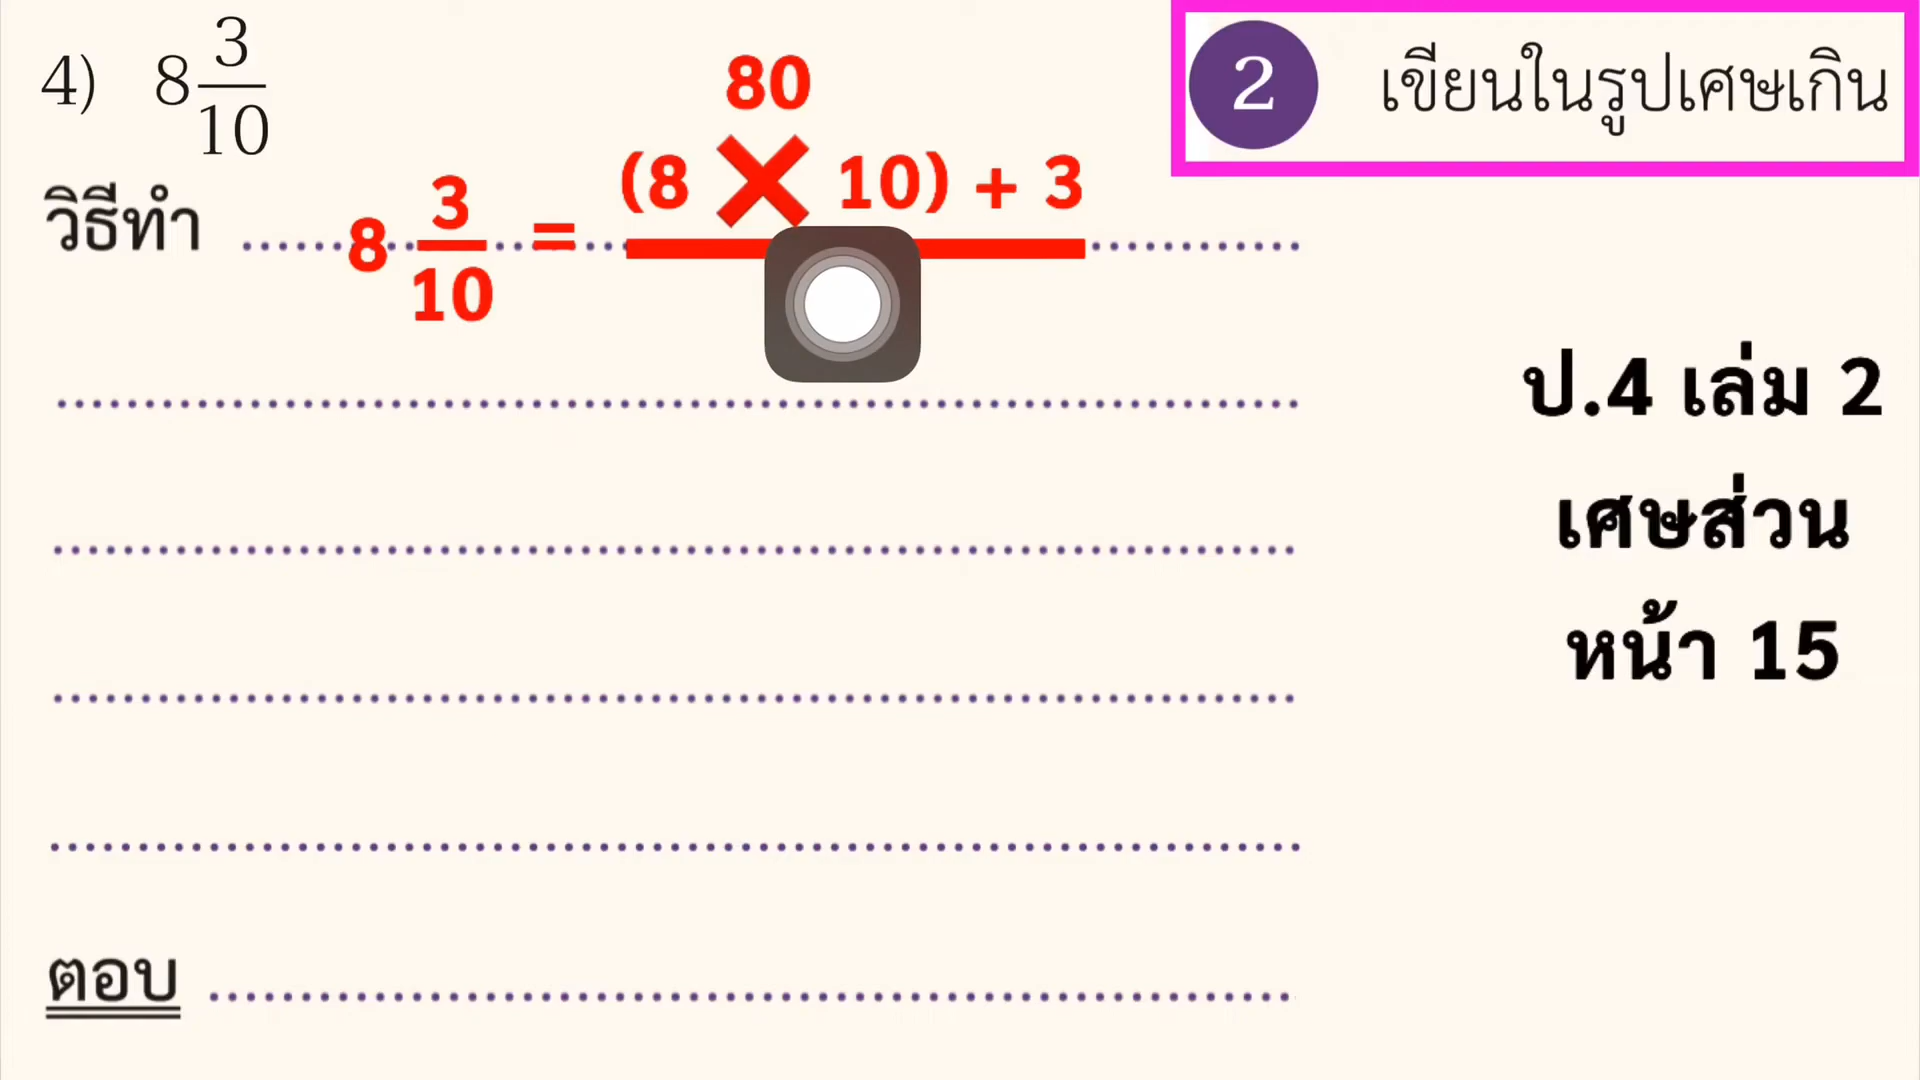 4) 8 3/10
2 เขียนในรูปเศษเกิน
80
วิธีทำ 8 3/10 = (8 × 10) + 3
ป.4 เล่ม 2
เศษส่วน
หน้า 15
ตอบ